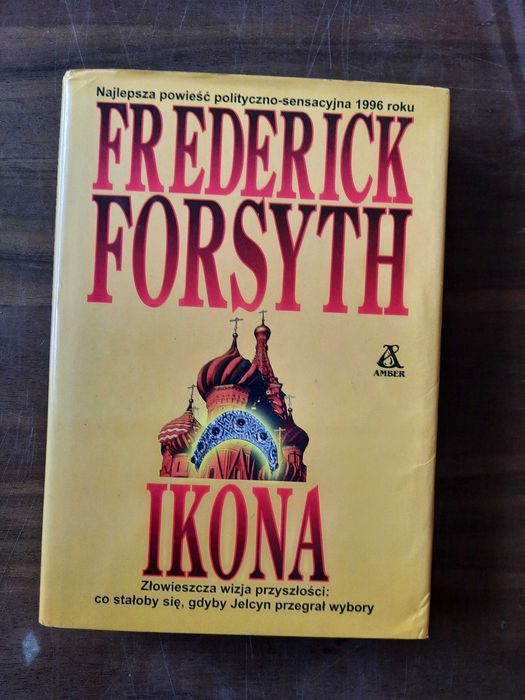 Najlepsza powieść polityczno-sensacyjna 1996 roku
FREDERICK
FORSYTH
AMBER
IKONA
Złowieszcza wizja przyszłości:
co stałoby się, gdyby Jelcyn przegrał wybory